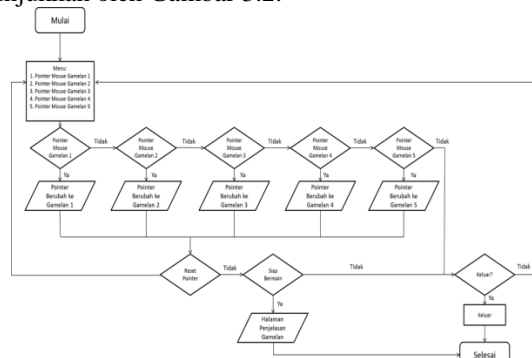 njukkan oleh Gambar 3.2.
Mulai
Menu:
1. Pointer Mouse Gamelan 1
2. Pointer Mouse Gamelan 2
3. Pointer Mouse Gamelan 3
4. Pointer Mouse Gamelan 4
5. Pointer Mouse Gamelan 5
Pointer
Mouse
Gamelan 1
Tidak
Pointer
Mouse
Gamelan 2
Tidak
Pointer
Mouse
Gamelan 3
Tidak
Pointer
Mouse
Gamelan 4
Tidak
Pointer
Mouse
Gamelan 5
Tidak
Ya
Ya
Ya
Ya
Ya
Pointer
Berubah ke
Gamelan 1
Pointer
Berubah ke
Gamelan 2
Pointer
Berubah ke
Gamelan 3
Pointer
Berubah ke
Gamelan 4
Pointer
Berubah ke
Gamelan 5
Reset
Pointer
Tidak
Siap
Bermain
Tidak
Keluar?
Tidak
Ya
Ya
Halaman
Penjelasan
Gamelan
Keluar
Selesai